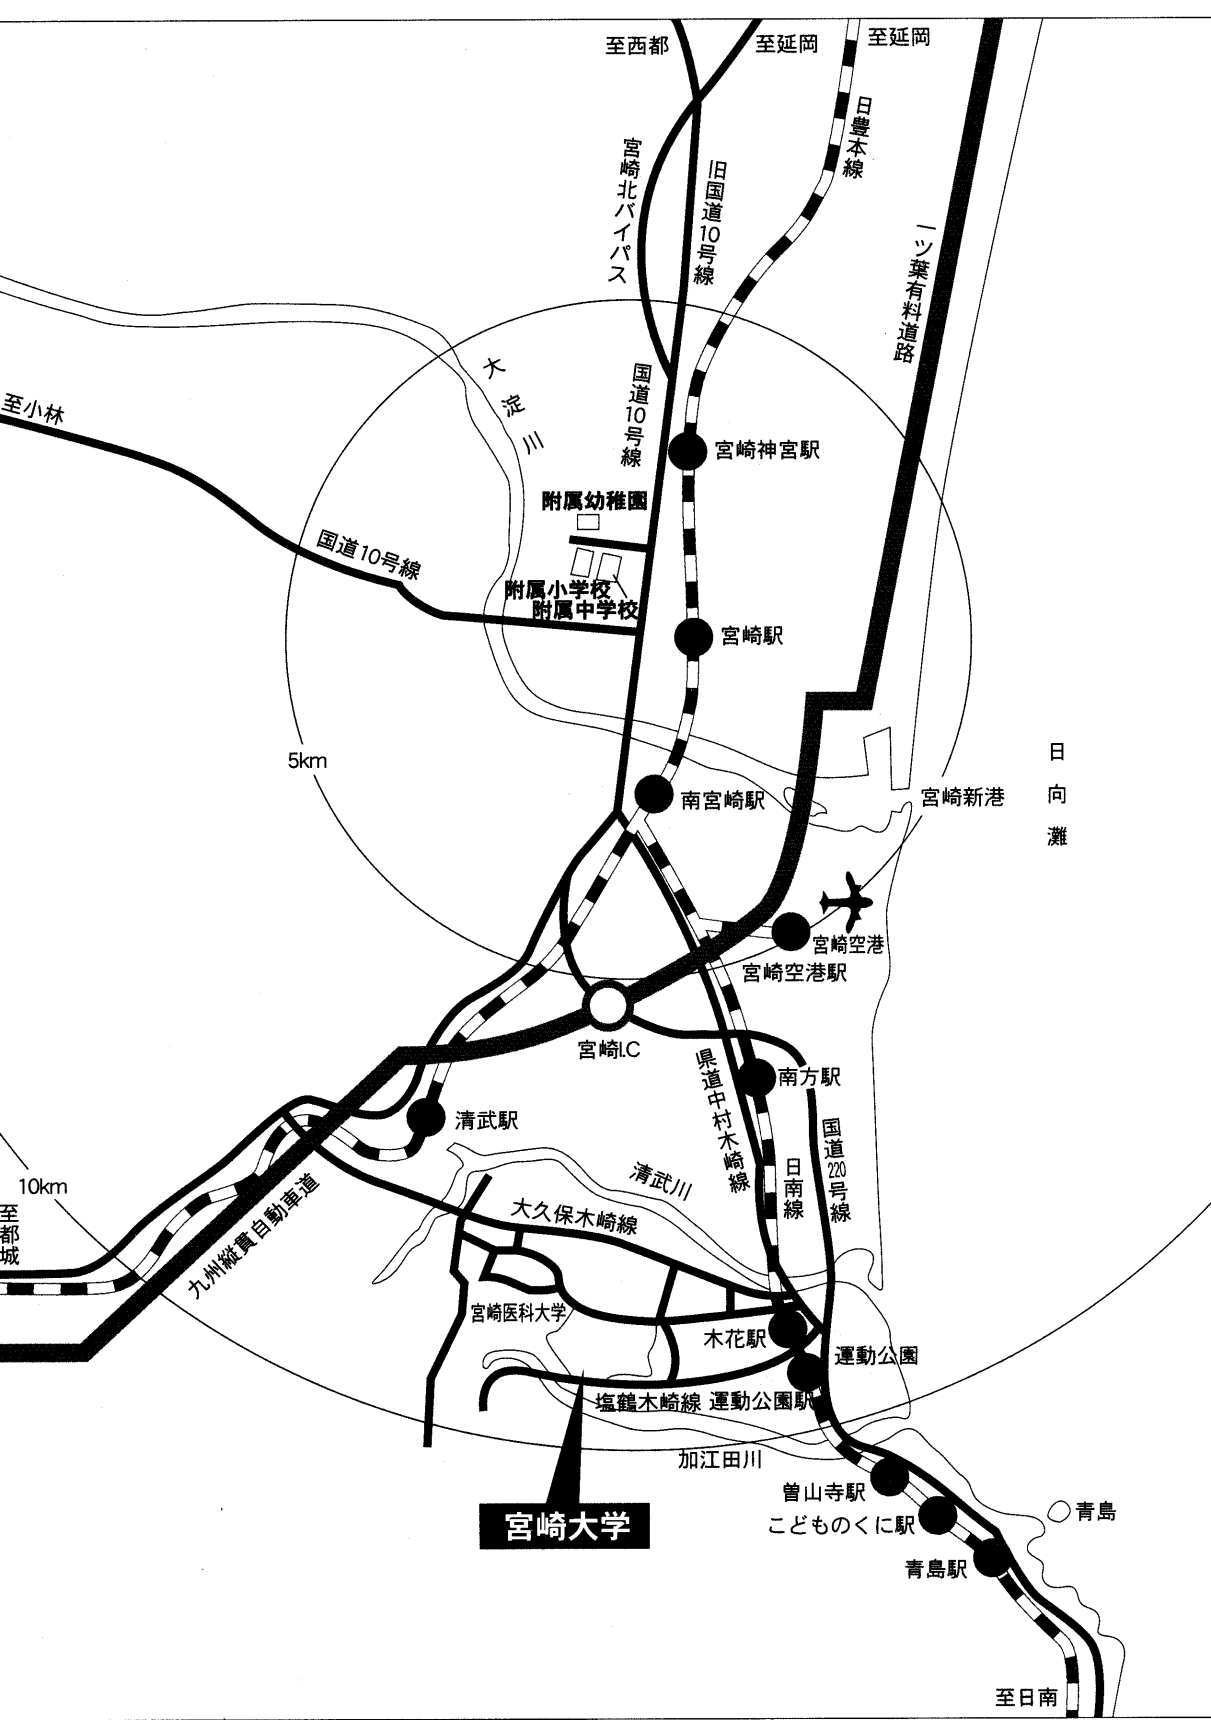 至西都
至延岡
至延岡
日豊本線
宮崎北バイパス
旧国道10号線
一ツ葉有料道路
大淀川
国道10号線
至小林
宮崎神宮駅
附属幼稚園
国道10号線
附属小学校
附属中学校
宮崎駅
5km
日向灘
南宮崎駅
宮崎新港
宮崎空港
宮崎空港駅
宮崎I.C
県道中村木崎線
南方駅
清武駅
国道220号線
日南線
清武川
10km
至都城
九州縦貫自動車道
大久保木崎線
宮崎医科大学
木花駅
運動公園
塩鶴木崎線
運動公園駅
加江田川
曽山寺駅
宮崎大学
こどものくに駅
青島
青島駅
至日南